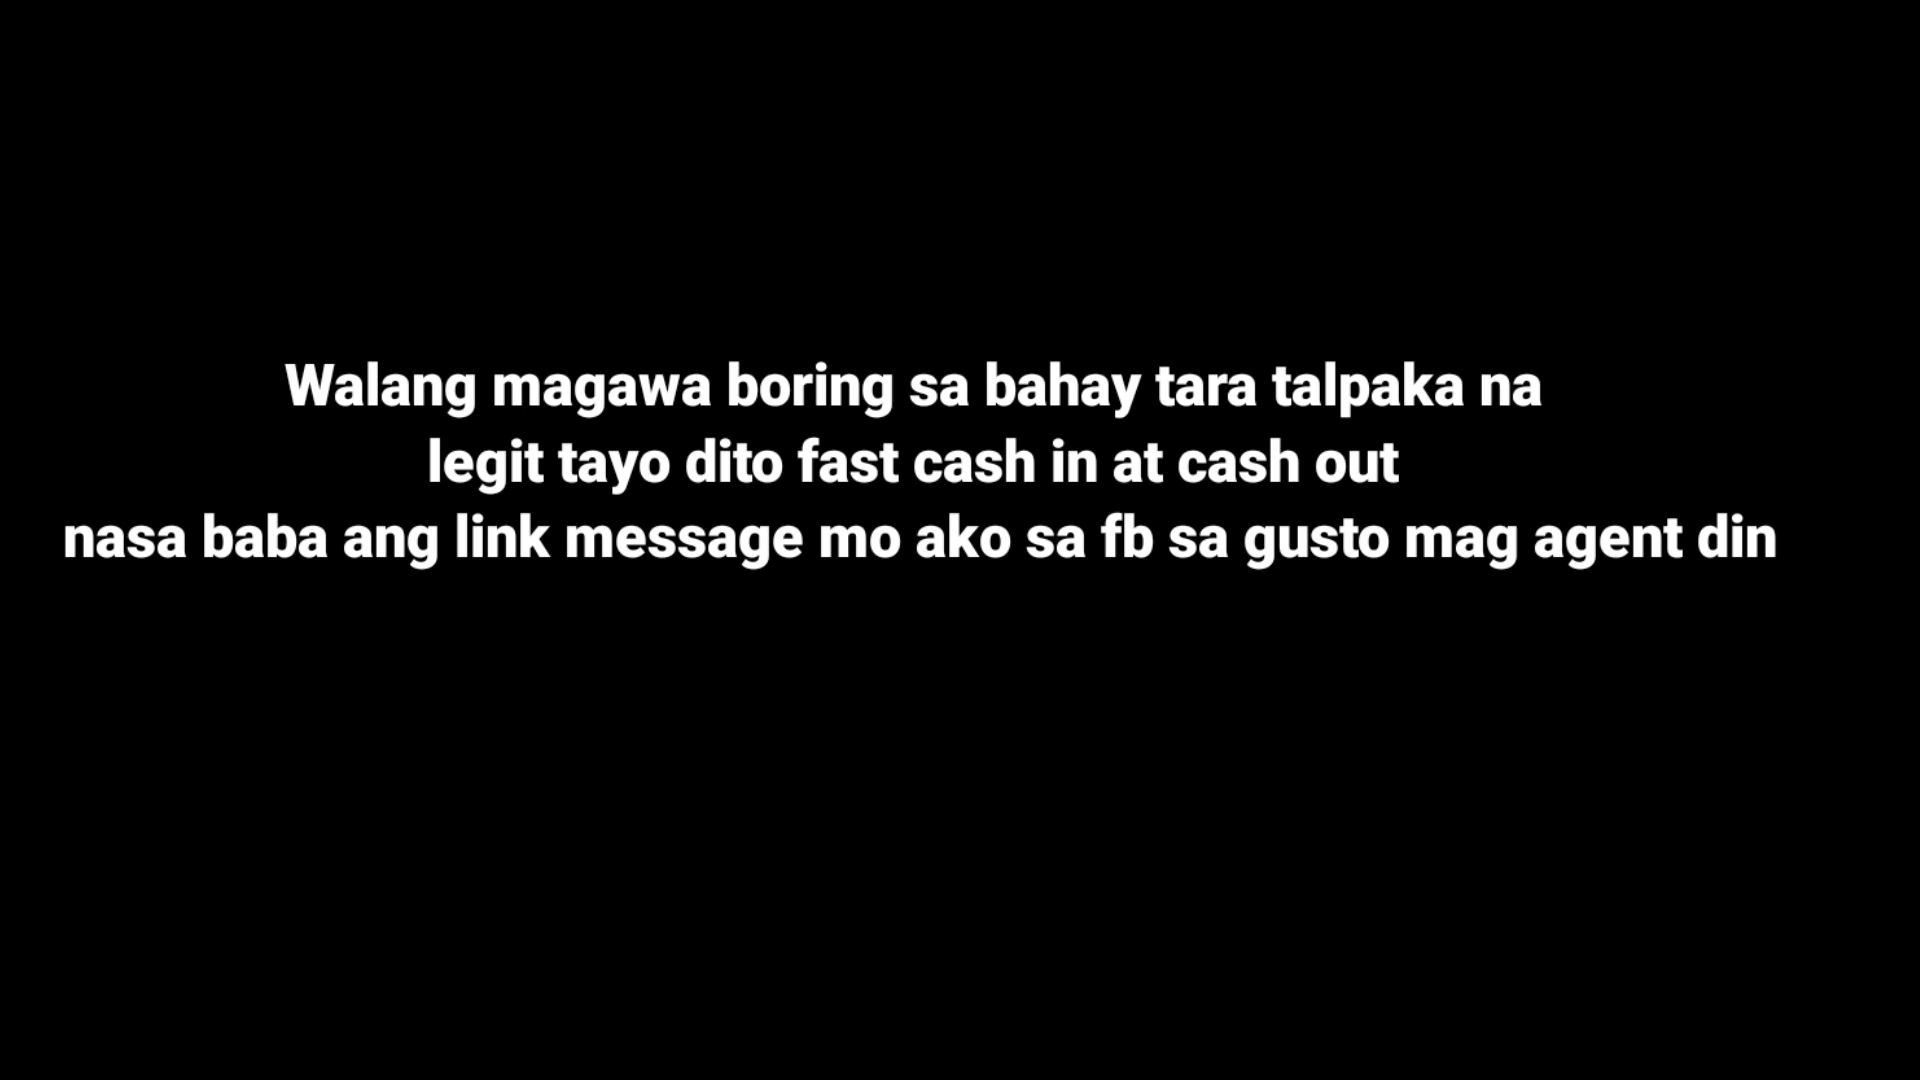 Walang magawa boring sa bahay tara talpaka na
legit tayo dito fast cash in at cash out
nasa baba ang link message mo ako sa fb sa gusto mag agent din